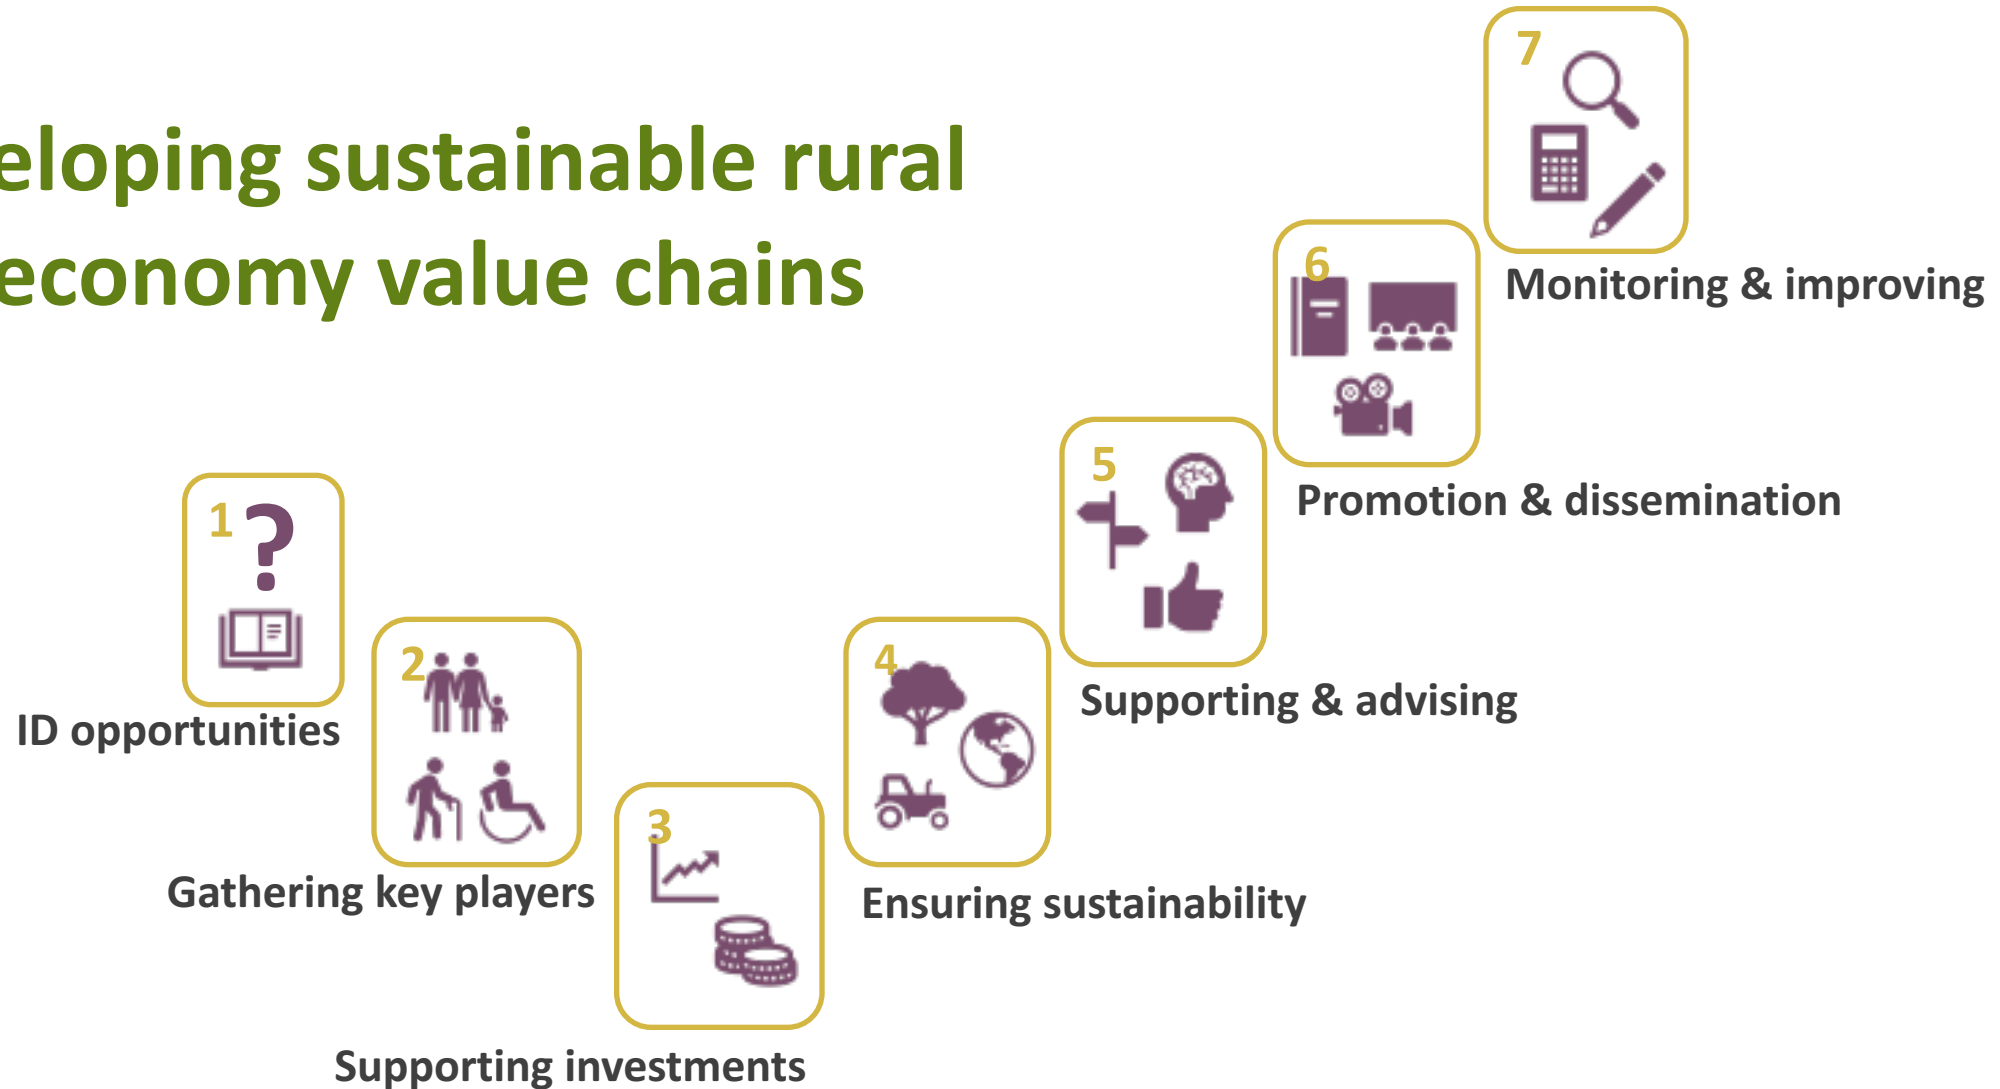 eloping sustainable rural
economy value chains
1
?
ID opportunities
2
Gathering key players
3
Supporting investments
4
Ensuring sustainability
5
Supporting & advising
6
Promotion & dissemination
7
Monitoring & improving